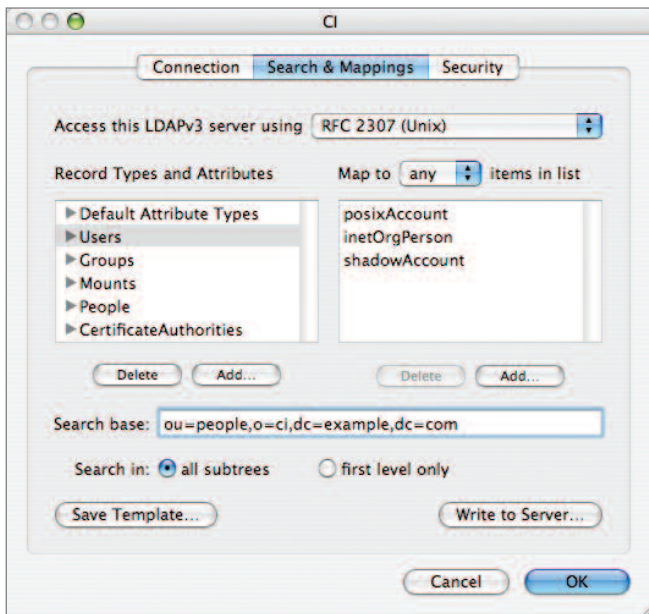 CI
Connection Search & Mappings Security
Access this LDAPv3 server using RFC 2307 (Unix)
Record Types and Attributes Map to any items in list
Default Attribute Types
Users
Groups
Mounts
People
CertificateAuthorities
posixAccount
inetOrgPerson
shadowAccount
Delete Add... Delete Add...
Search base: ou=people,o=ci,dc=example,dc=com
Search in: all subtrees first level only
Save Template... Write to Server...
Cancel OK